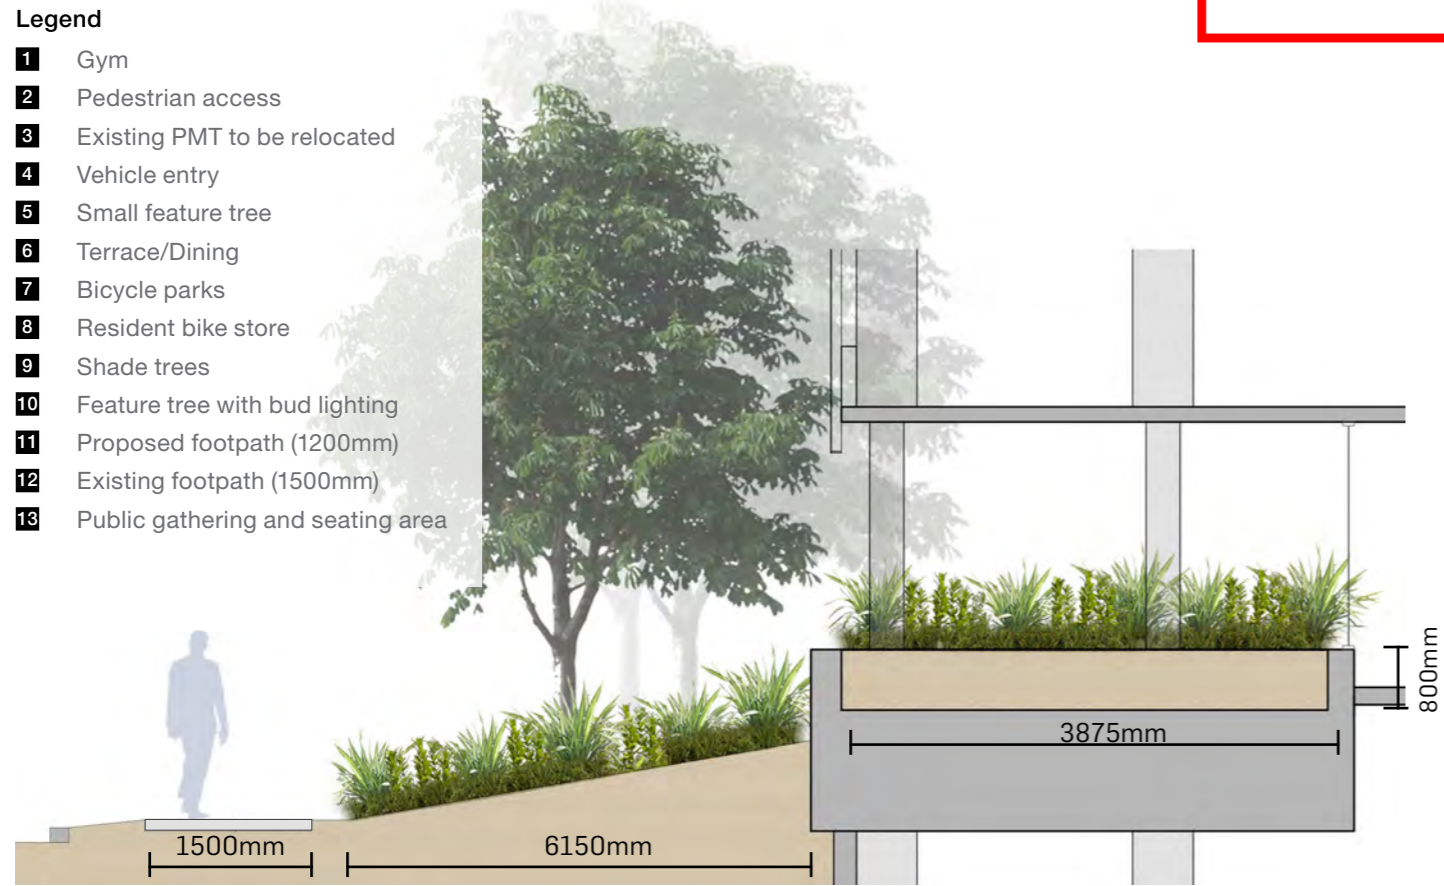 Legend
1 Gym
2 Pedestrian access
3 Existing PMT to be relocated
4 Vehicle entry
5 Small feature tree
6 Terrace/Dining
7 Bicycle parks
8 Resident bike store
9 Shade trees
10 Feature tree with bud lighting
11 Proposed footpath (1200mm)
12 Existing footpath (1500mm)
13 Public gathering and seating area
800mm
3875mm
1500mm
6150mm